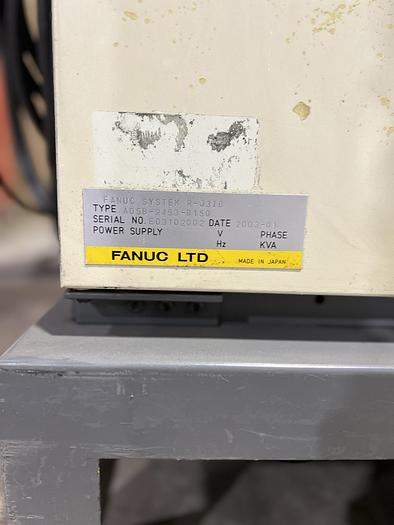 FANUC SYSTEM R-J3iB
TYPE A05B-2453-B150
SERIAL NO. E03102002 DATE 2003-01
POWER SUPPLY V PHASE
Hz KVA
FANUC LTD MADE IN JAPAN